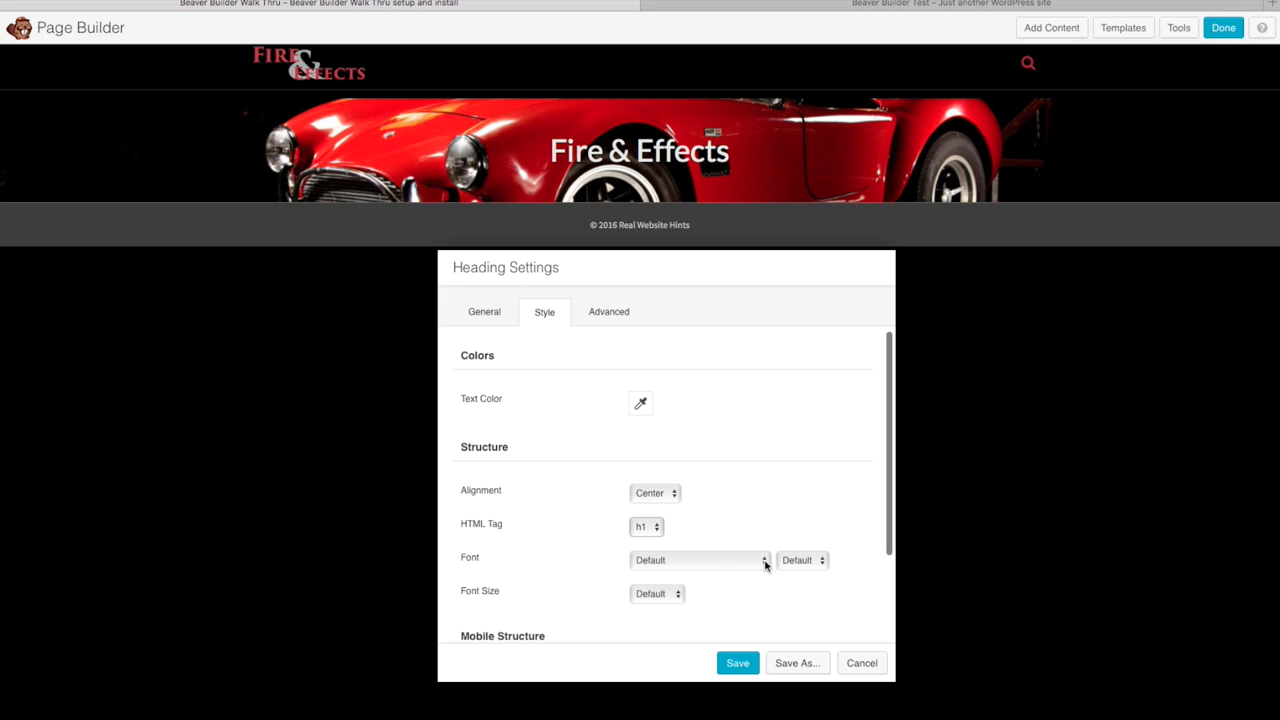 Beaver Builder Walk Thru – Beaver Builder Walk Thru setup and install
Beaver Builder Test – Just another WordPress site
Page Builder
Add Content
Templates
Tools
Done
?
FIRE
& EFFECTS
Fire & Effects
© 2016 Real Website Hints
Heading Settings
General
Style
Advanced
Colors
Text Color
Structure
Alignment
Center
HTML Tag
h1
Font
Default
Default
Font Size
Default
Mobile Structure
Save
Save As...
Cancel